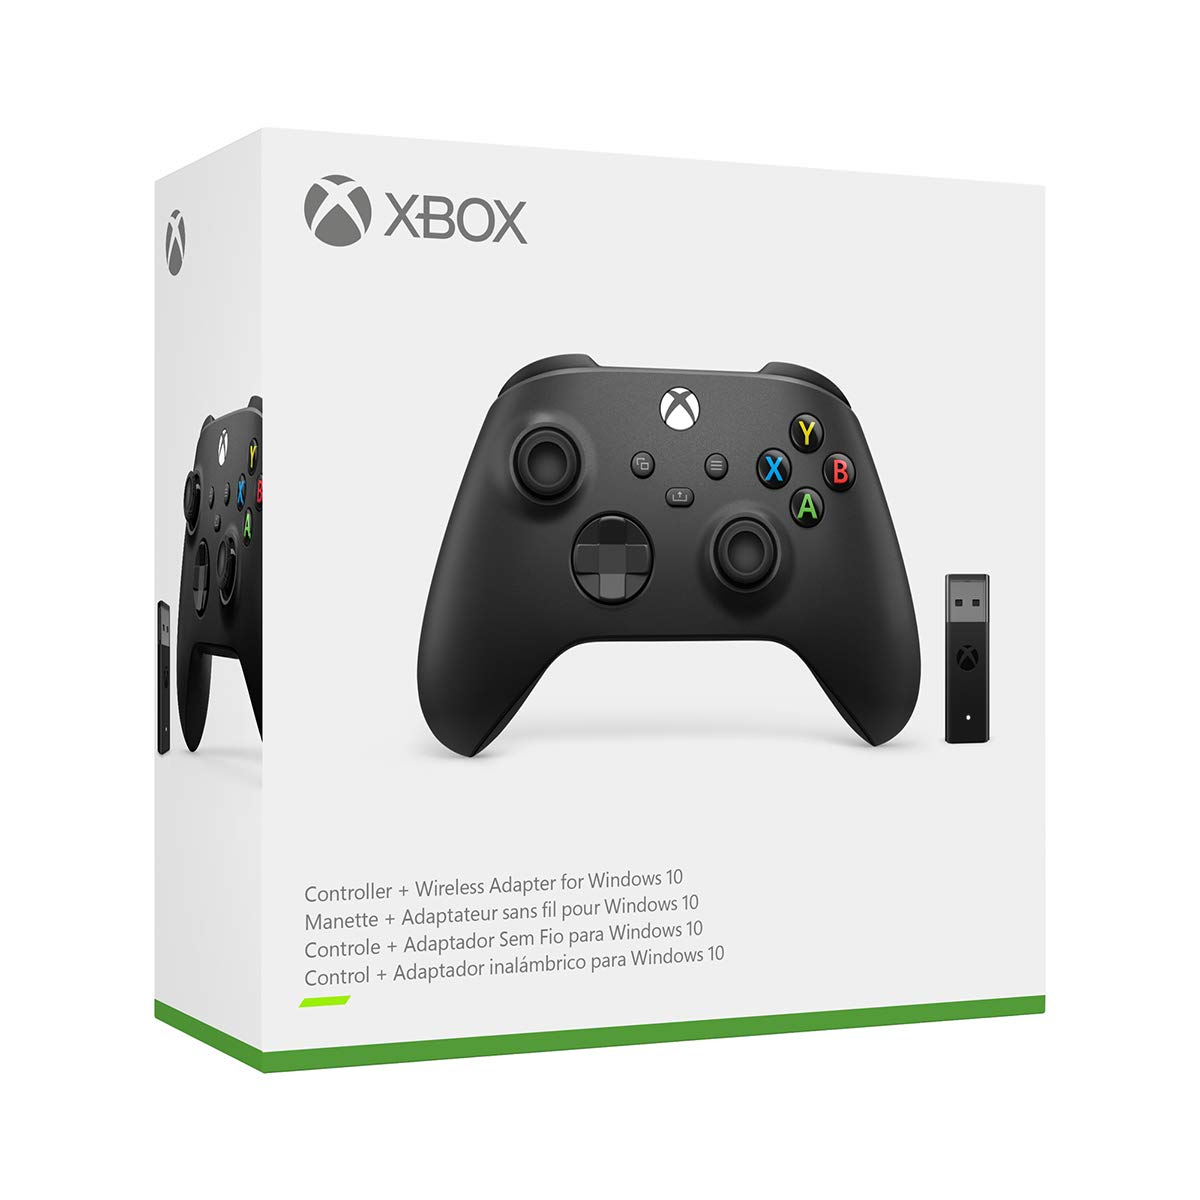 XBOX
Y
X
B
A
Y
X
B
A
Controller + Wireless Adapter for Windows 10
Manette + Adaptateur sans fil pour Windows 10
Controle + Adaptador Sem Fio para Windows 10
Control + Adaptador inalámbrico para Windows 10